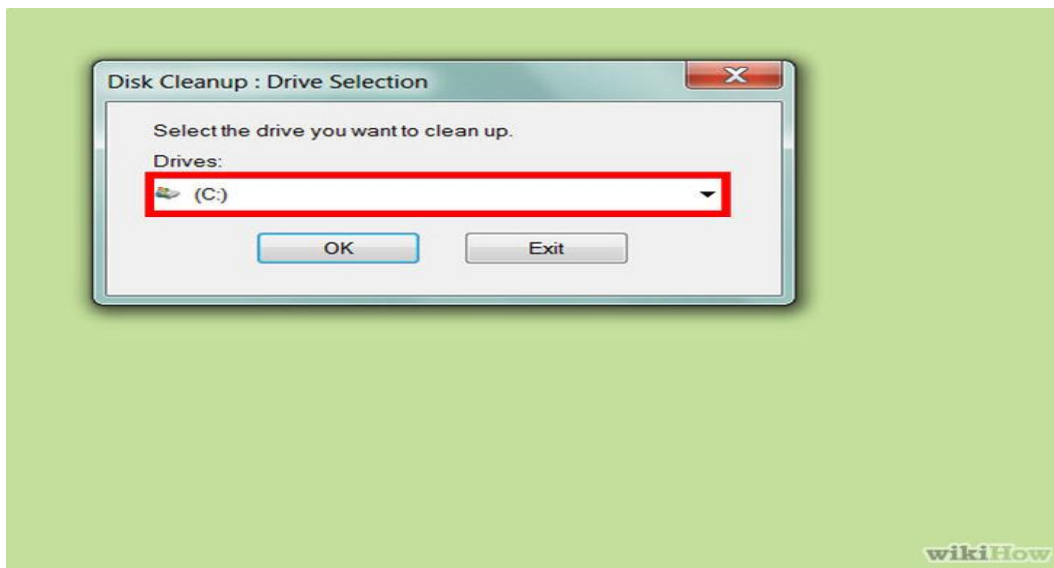 Disk Cleanup : Drive Selection
Select the drive you want to clean up.
Drives:
(C:)
OK Exit
wikiHow